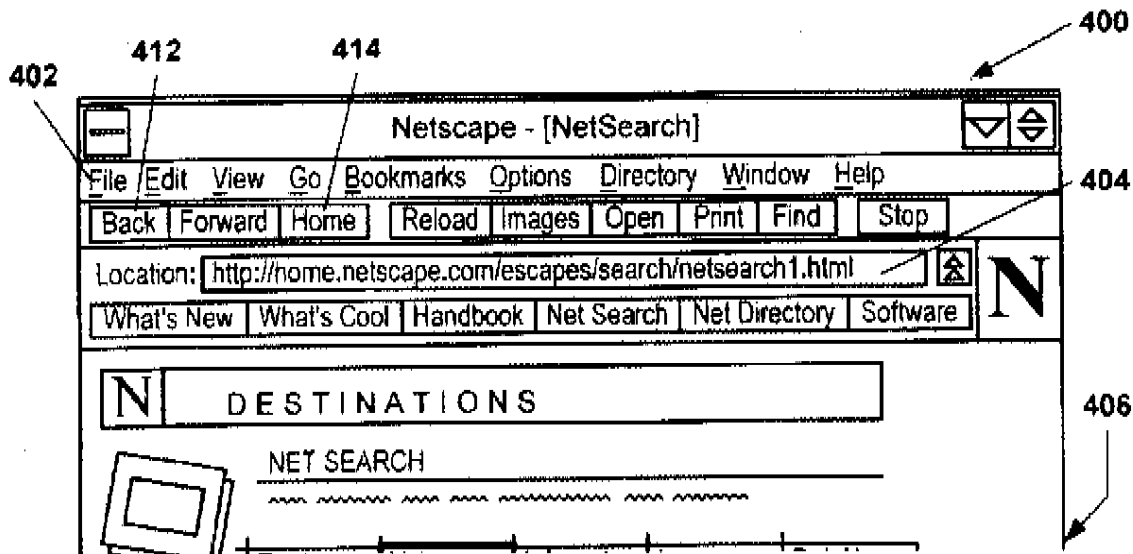 400
412 414
402
Netscape - [NetSearch]
File Edit View Go Bookmarks Options Directory Window Help
404
Back Forward Home Reload Images Open Print Find Stop
Location: http://home.netscape.com/escapes/search/netsearch1.html
N
What's New What's Cool Handbook Net Search Net Directory Software
N DESTINATIONS
406
NET SEARCH